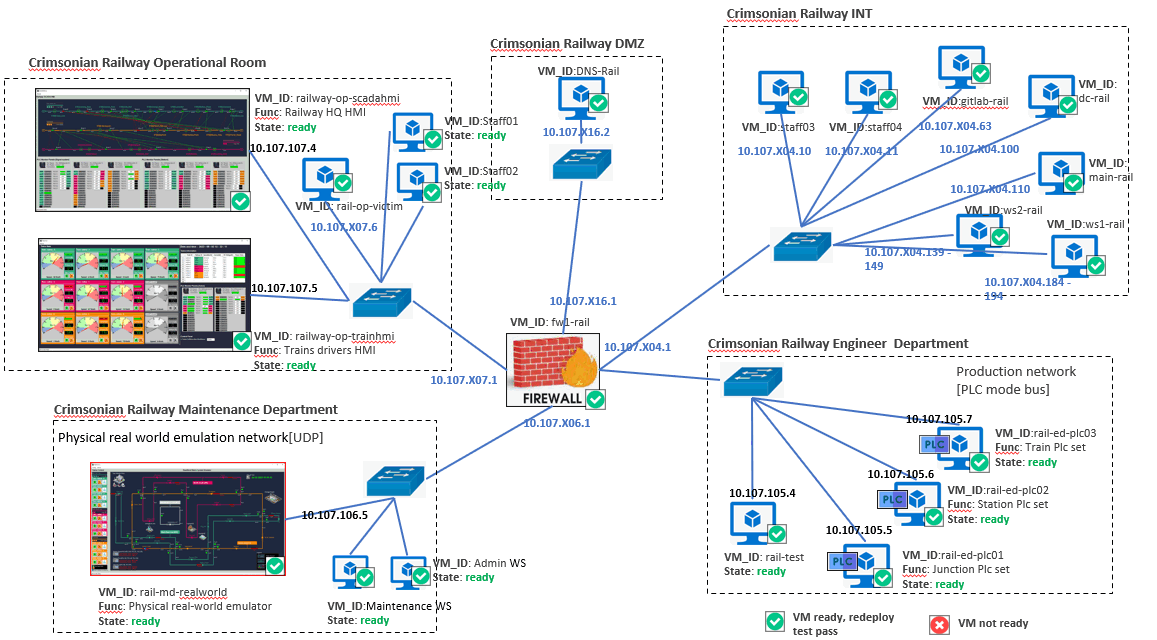 Crimsonian Railway INT
Crimsonian Railway DMZ
Crimsonian Railway Operational Room
VM_ID:DNS-Rail
10.107.X16.2
VM_ID: railway-op-scadahmi
Func: Railway HQ HMI
State: ready
10.107.107.4
VM_ID:Staff01
State: ready
VM_ID:Staff02
State: ready
VM_ID: rail-op-victim
10.107.X07.6
10.107.107.5
VM_ID: railway-op-trainhmi
Func: Trains drivers HMI
State: ready
VM_ID:staff03
10.107.X04.10
VM_ID:staff04
10.107.X04.11
VM_ID:gitlab-rail
10.107.X04.63
VM_ID:
dc-rail
10.107.X04.100
VM_ID:
main-rail
10.107.X04.110
VM_ID:ws2-rail
10.107.X04.139 -
149
VM_ID:ws1-rail
10.107.X04.184 -
194
10.107.X16.1
VM_ID: fw1-rail
FIREWALL
10.107.X04.1
10.107.X07.1
10.107.X06.1
Crimsonian Railway Engineer Department
Production network
[PLC mode bus]
10.107.105.7
PLC
VM_ID:rail-ed-plc03
Func: Train Plc set
State: ready
10.107.105.6
PLC
VM_ID:rail-ed-plc02
Func: Station Plc set
State: ready
10.107.105.4
VM_ID: rail-test
State: ready
10.107.105.5
PLC
VM_ID:rail-ed-plc01
Func: Junction Plc set
State: ready
Crimsonian Railway Maintenance Department
Physical real world emulation network[UDP]
10.107.106.5
VM_ID: rail-md-realworld
Func: Physical real-world emulator
State: ready
VM_ID: Admin WS
State: ready
VM_ID:Maintenance WS
State: ready
VM ready, redeploy
test pass
VM not ready